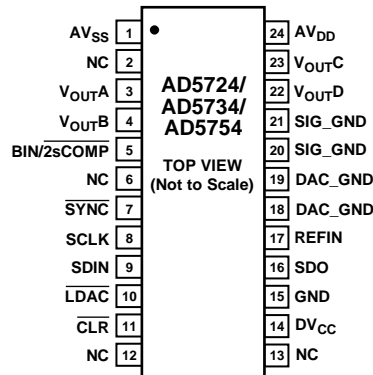 AVSS 1
NC 2
VOUTA 3
VOUTB 4
BIN/2sCOMP 5
NC 6
SYNC 7
SCLK 8
SDIN 9
LDAC 10
CLR 11
NC 12
AD5724/
AD5734/
AD5754
TOP VIEW
(Not to Scale)
24 AVDD
23 VOUTC
22 VOUTD
21 SIG_GND
20 SIG_GND
19 DAC_GND
18 DAC_GND
17 REFIN
16 SDO
15 GND
14 DVCC
13 NC